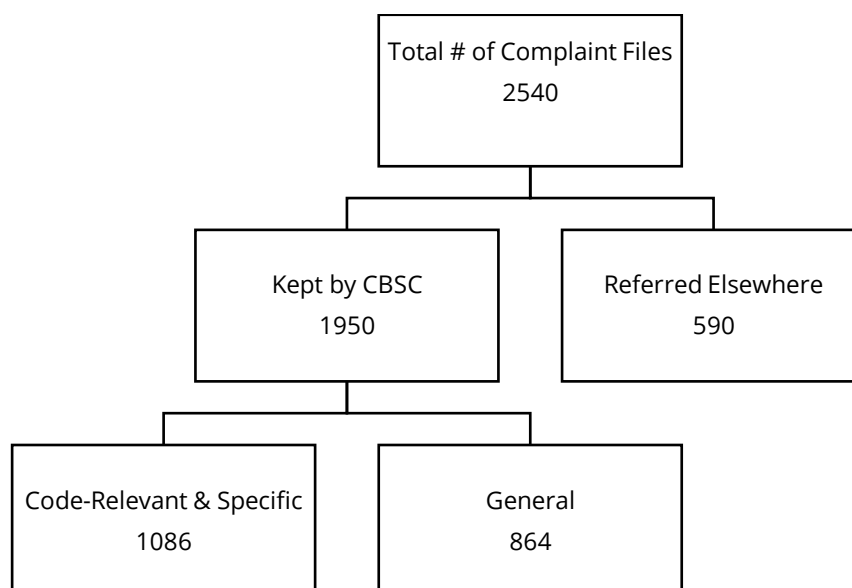 Total # of Complaint Files
2540
Kept by CBSC
1950
Referred Elsewhere
590
Code-Relevant & Specific
1086
General
864